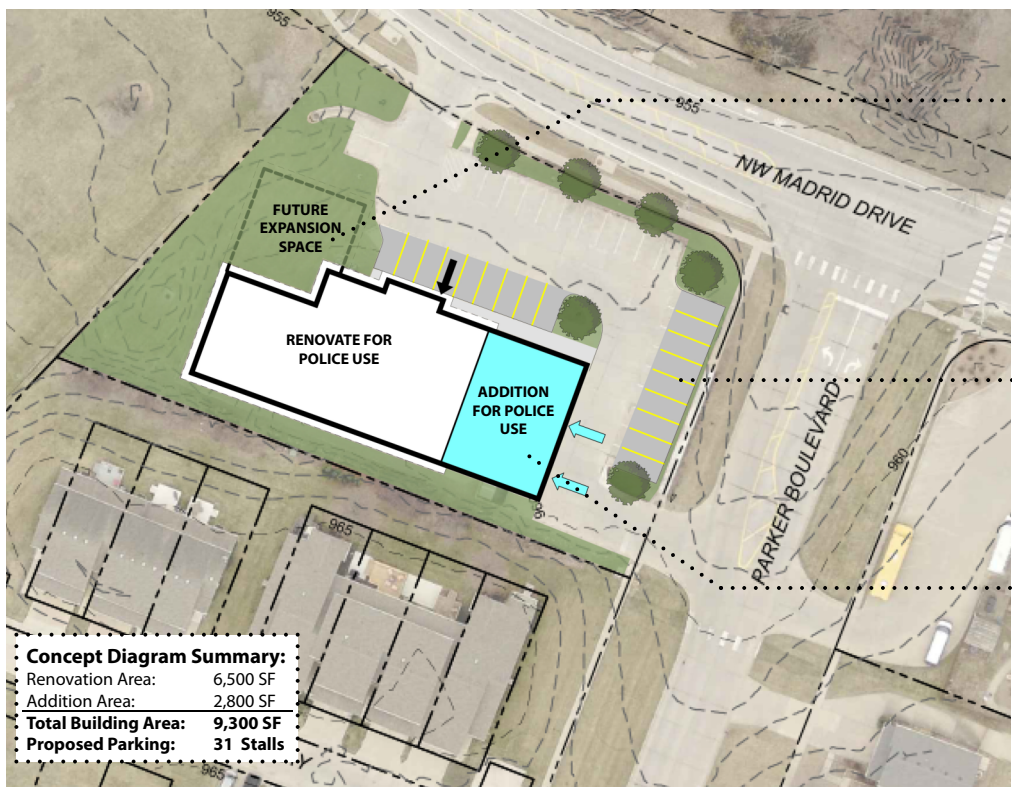 955
955
NW MADRID DRIVE
FUTURE
EXPANSION
SPACE
RENOVATE FOR
POLICE USE
ADDITION
FOR POLICE
USE
PARKER BOULEVARD
960
965
965
Concept Diagram Summary:
Renovation Area: 6,500 SF
Addition Area: 2,800 SF
Total Building Area: 9,300 SF
Proposed Parking: 31 Stalls